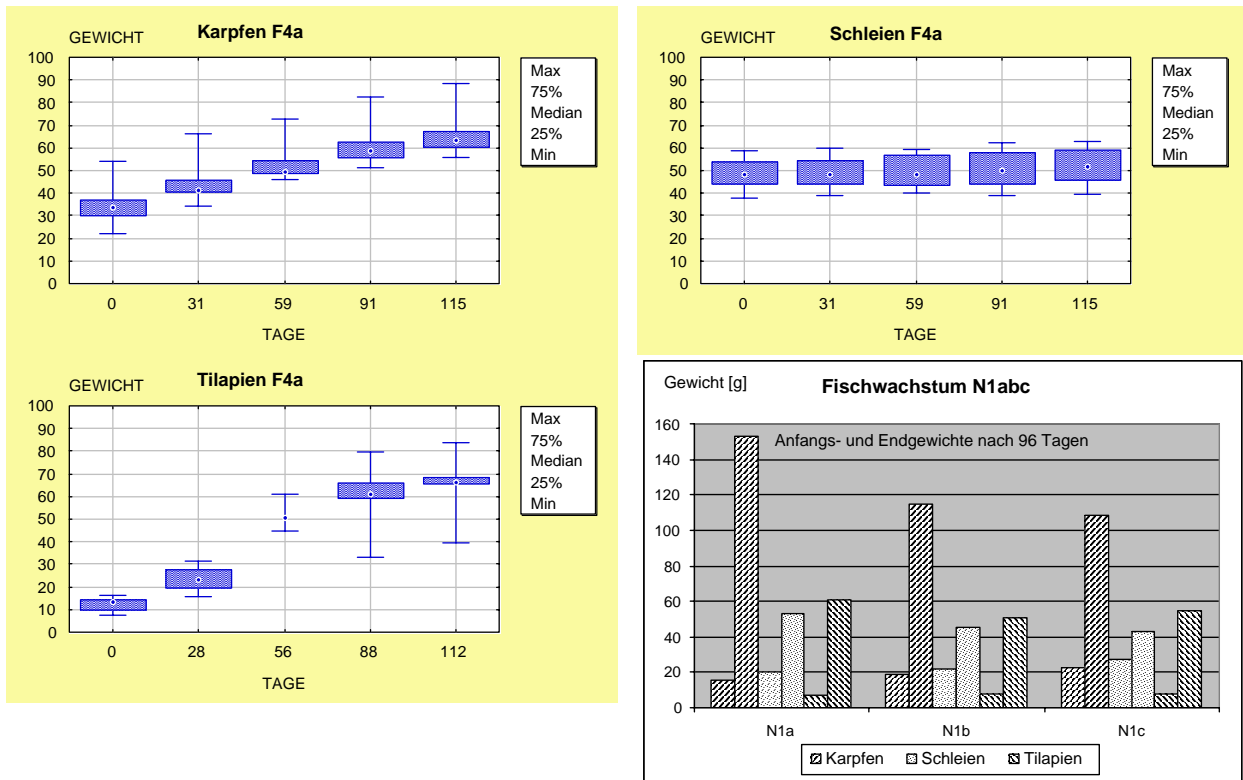 Karpfen F4a
GEWICHT
100
90
80
70
60
50
40
30
20
10
0
0 31 59 91 115
TAGE
Max
75%
Median
25%
Min
Schleien F4a
GEWICHT
100
90
80
70
60
50
40
30
20
10
0
0 31 59 91 115
TAGE
Max
75%
Median
25%
Min
Tilapien F4a
GEWICHT
100
90
80
70
60
50
40
30
20
10
0
0 28 56 88 112
TAGE
Max
75%
Median
25%
Min
Gewicht [g]
Fischwachstum N1abc
Anfangs- und Endgewichte nach 96 Tagen
160
140
120
100
80
60
40
20
0
N1a N1b N1c
Karpfen Schleien Tilapien